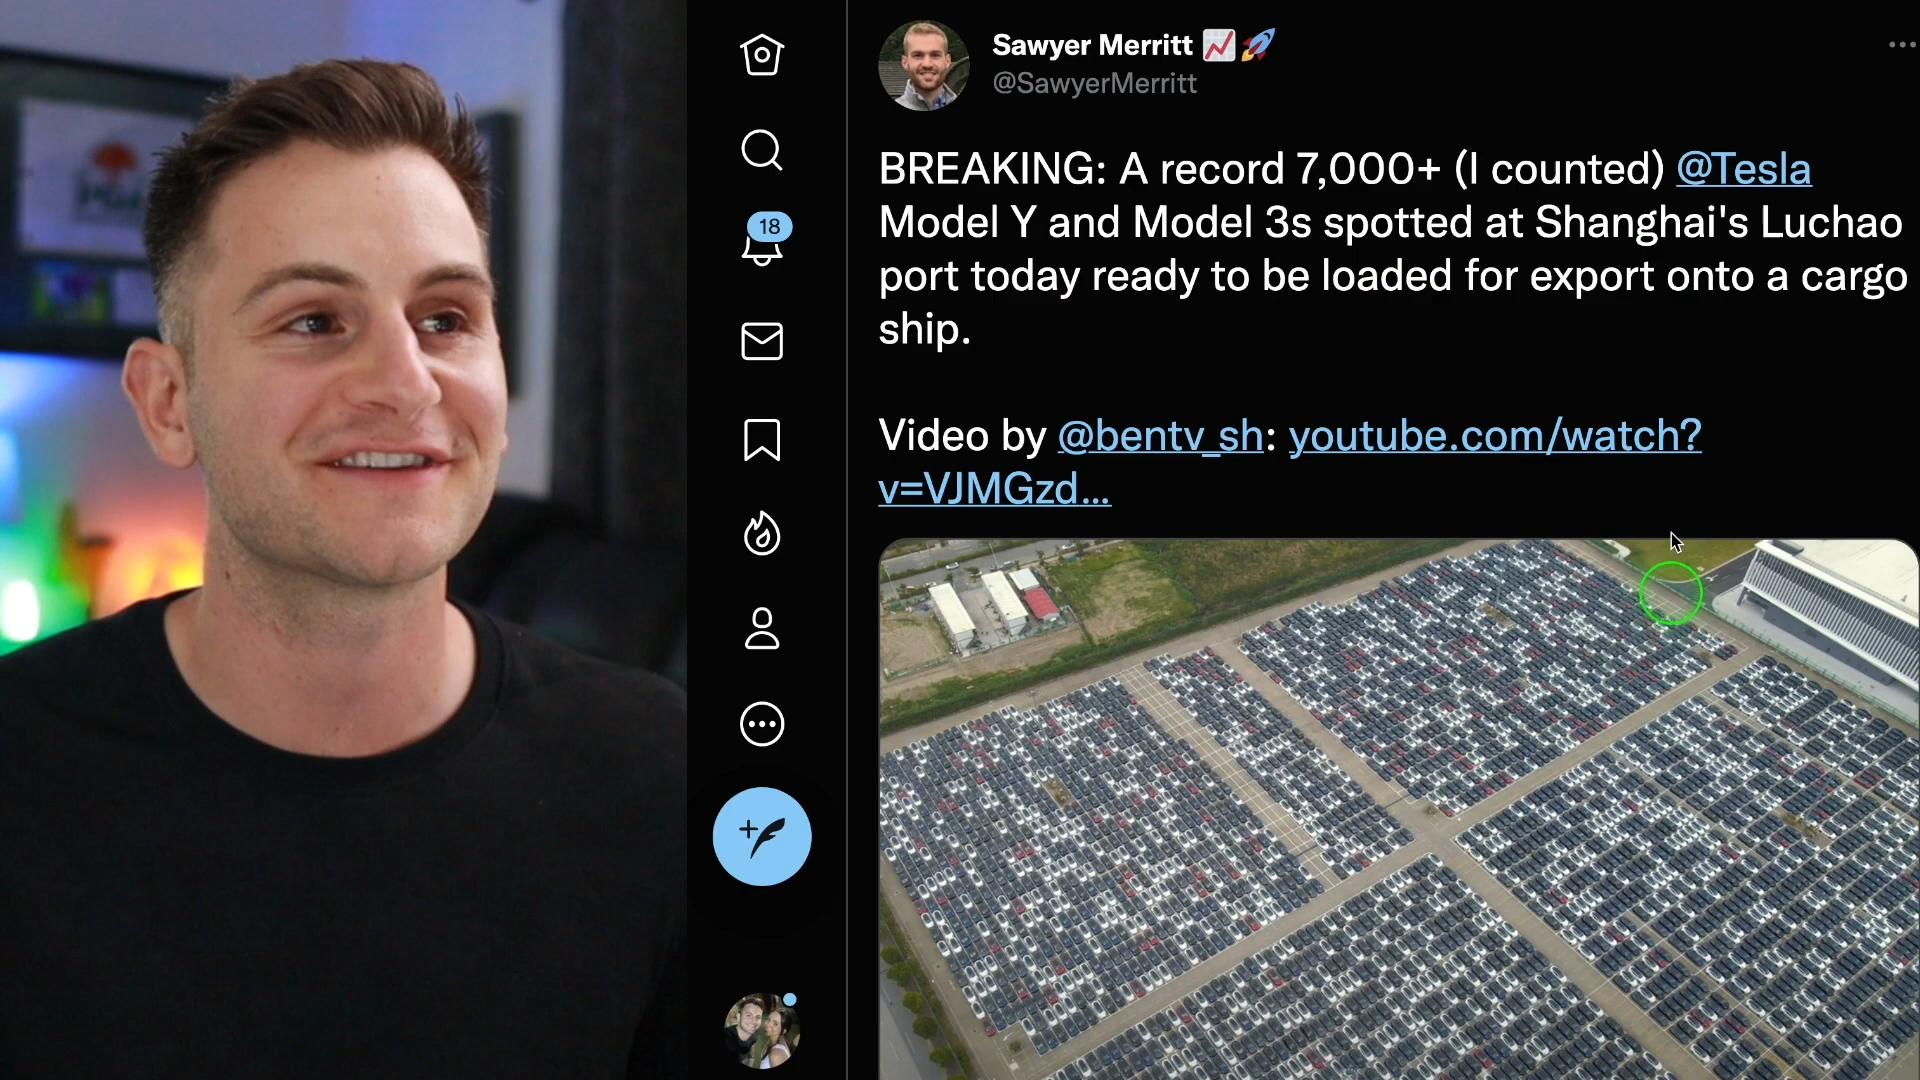 Sawyer Merritt 📈🚀
@SawyerMerritt
BREAKING: A record 7,000+ (I counted) @Tesla
Model Y and Model 3s spotted at Shanghai's Luchao
port today ready to be loaded for export onto a cargo
ship.
Video by @bentv_sh: youtube.com/watch?
v=VJMGzd...
18